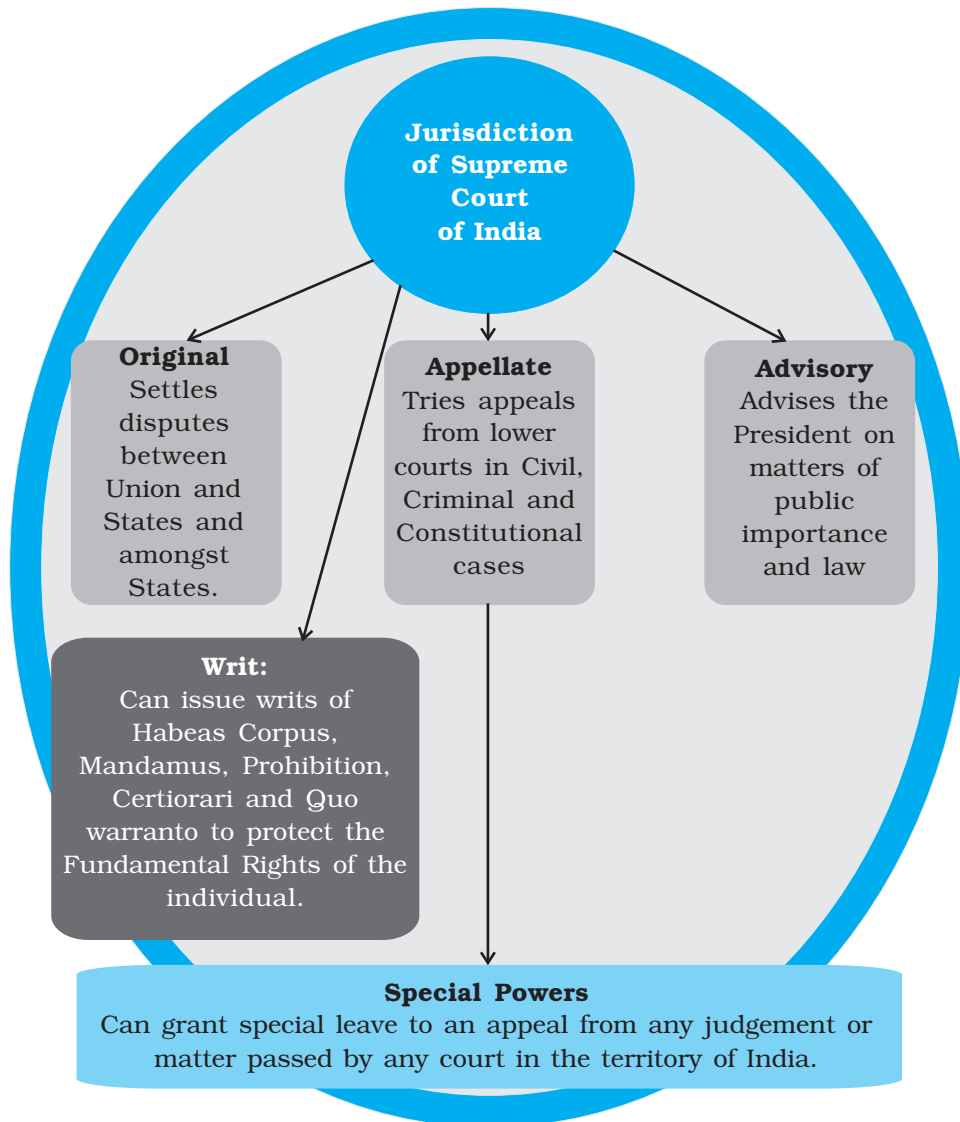 Jurisdiction
of Supreme
Court
of India
Original
Settles
disputes
between
Union and
States and
amongst
States.
Appellate
Tries appeals
from lower
courts in Civil,
Criminal and
Constitutional
cases
Advisory
Advises the
President on
matters of
public
importance
and law
Writ:
Can issue writs of
Habeas Corpus,
Mandamus, Prohibition,
Certiorari and Quo
warranto to protect the
Fundamental Rights of the
individual.
Special Powers
Can grant special leave to an appeal from any judgement or
matter passed by any court in the territory of India.